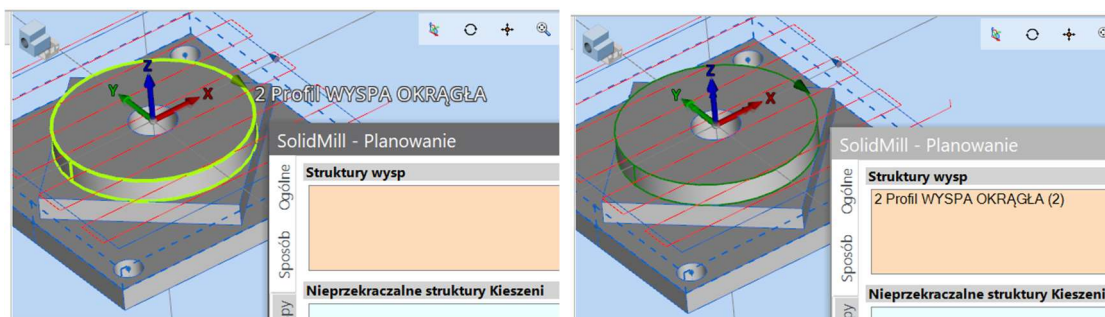 Z
Y
X
2 Profil WYSPA OKRĄGŁA
SolidMill - Planowanie
Ogólne
Sposób
Struktury wysp
Nieprzekraczalne struktury Kieszeni
Z
Y
X
SolidMill - Planowanie
Ogólne
Sposób
Struktury wysp
2 Profil WYSPA OKRĄGŁA (2)
Nieprzekraczalne struktury Kieszeni